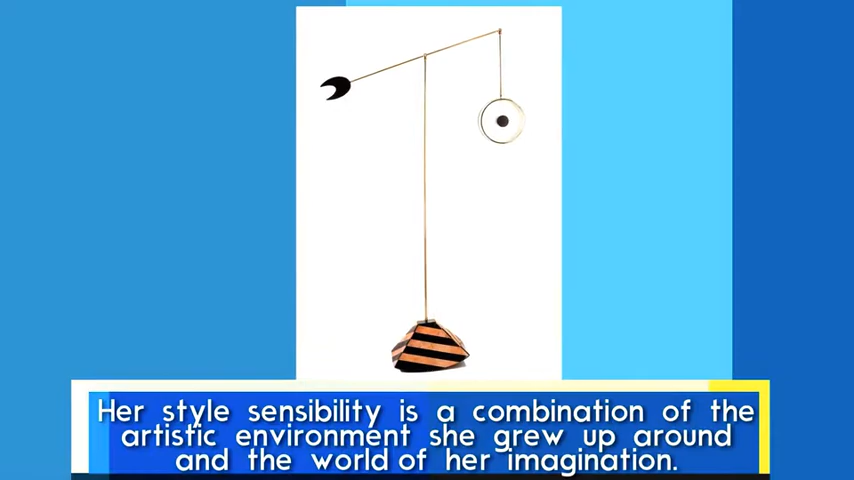 Her style sensibility is a combination of the
artistic environment she grew up around
and the world of her imagination.